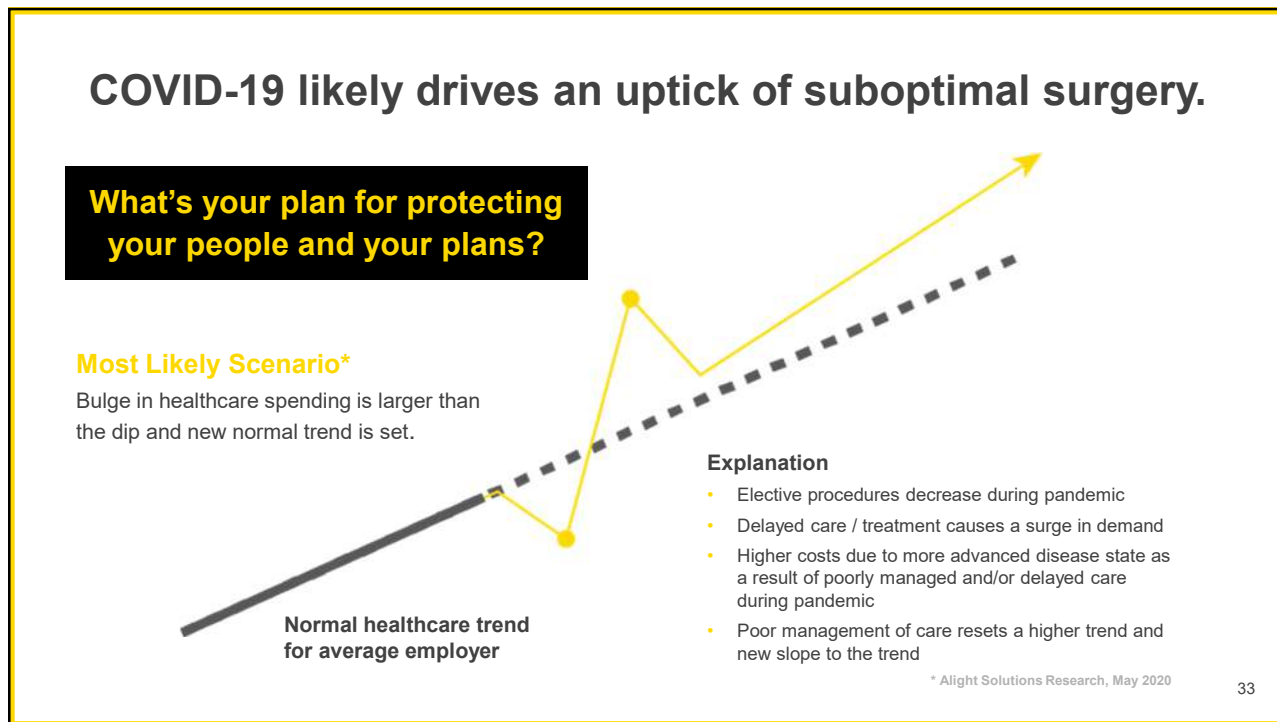 COVID-19 likely drives an uptick of suboptimal surgery.
What’s your plan for protecting
your people and your plans?
Most Likely Scenario*
Bulge in healthcare spending is larger than
the dip and new normal trend is set.
Normal healthcare trend
for average employer
Explanation
• Elective procedures decrease during pandemic
• Delayed care / treatment causes a surge in demand
• Higher costs due to more advanced disease state as
a result of poorly managed and/or delayed care
during pandemic
• Poor management of care resets a higher trend and
new slope to the trend
* Alight Solutions Research, May 2020
33